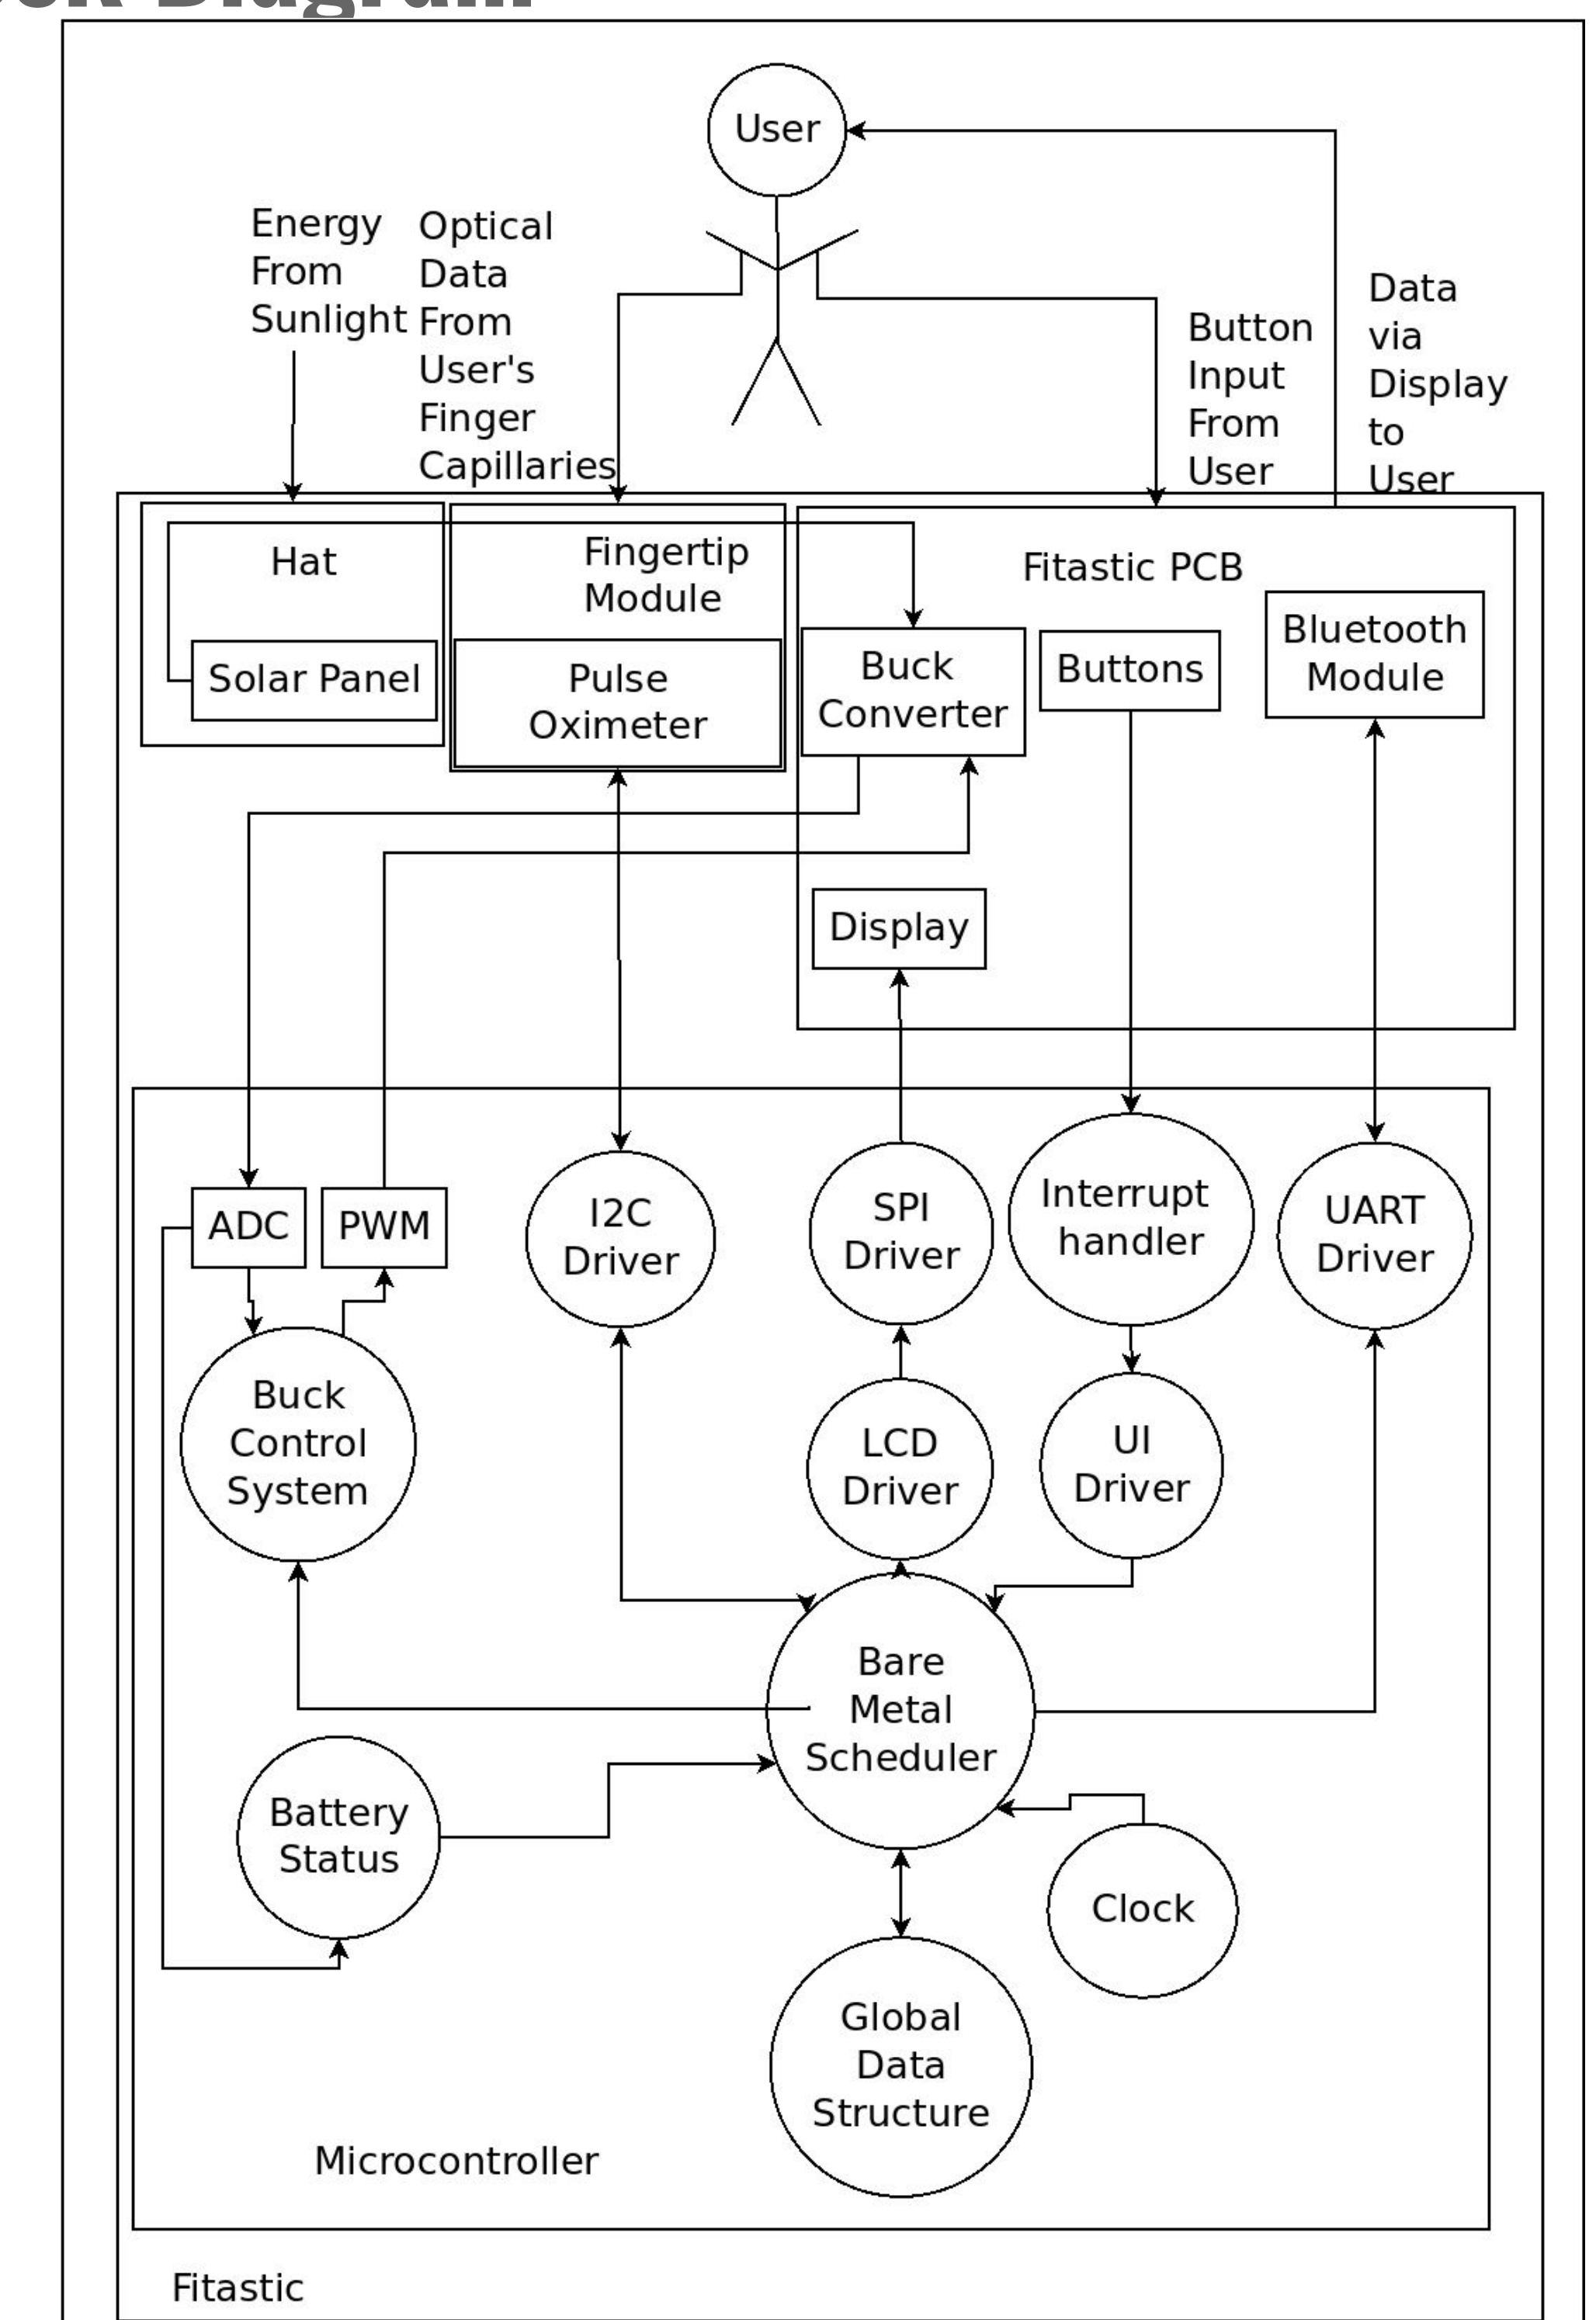 ock Diagram
User
Energy
From
Sunlight
Optical
Data
From
User's
Finger
Capillaries
Button
Input
From
User
Data
via
Display
to
User
Hat
Solar Panel
Fingertip
Module
Pulse
Oximeter
Fitastic PCB
Buck
Converter
Buttons
Bluetooth
Module
Display
ADC
PWM
I2C
Driver
SPI
Driver
Interrupt
handler
UART
Driver
Buck
Control
System
LCD
Driver
UI
Driver
Bare
Metal
Scheduler
Battery
Status
Clock
Global
Data
Structure
Microcontroller
Fitastic